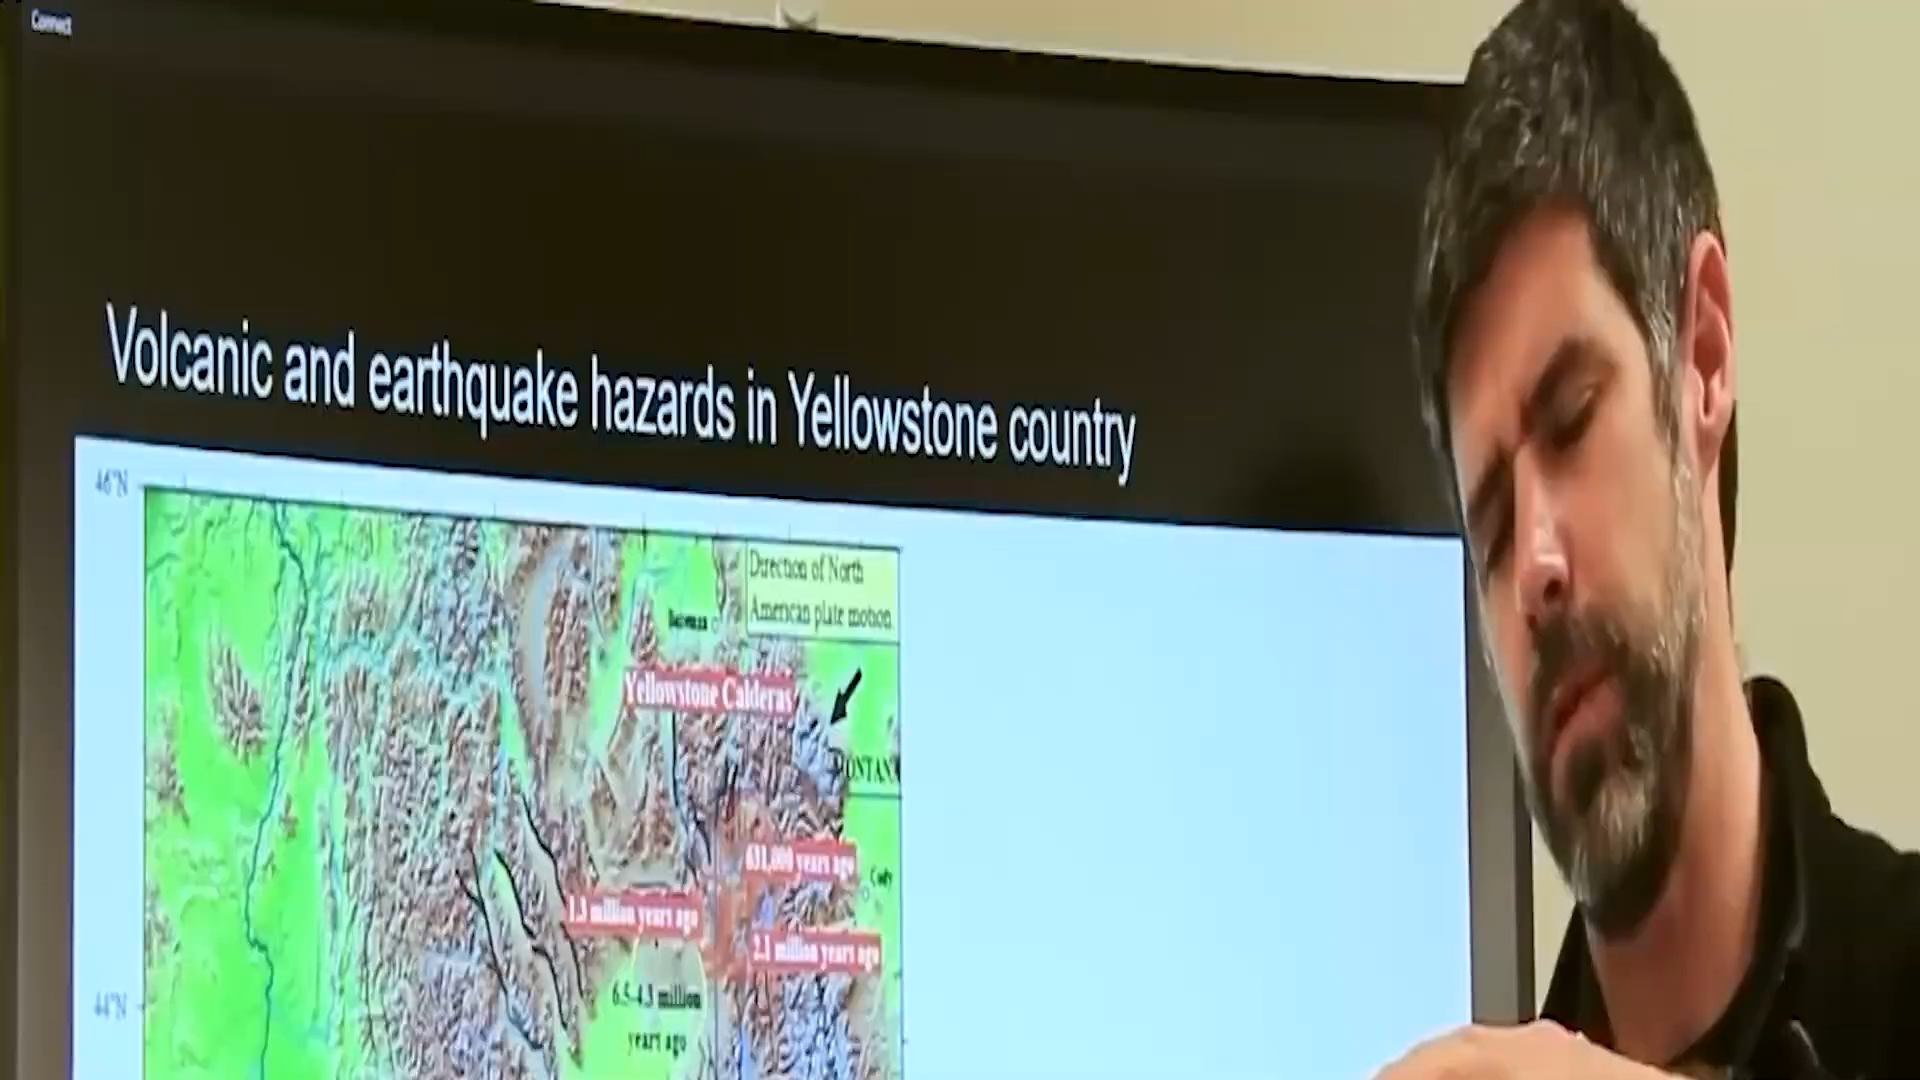 Connect
Volcanic and earthquake hazards in Yellowstone country
46°N
Direction of North
American plate motion
Bozeman
Yellowstone Calderas
MONTANA
631,000 years ago
Cody
1.3 million years ago
2.1 million years ago
6.5-4.3 million
years ago
44°N